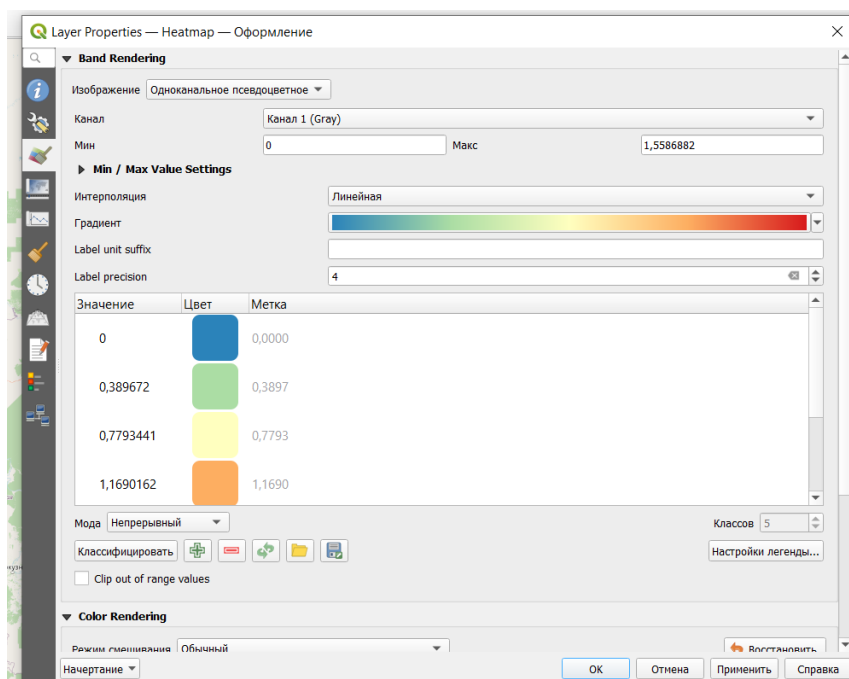 Layer Properties — Heatmap — Оформление
Band Rendering
Изображение Одноканальное псевдоцветное
Канал Канал 1 (Gray)
Мин 0 Макс 1,5586882
Min / Max Value Settings
Интерполяция Линейная
Градиент
Label unit suffix
Label precision 4
Значение Цвет Метка
0 0,0000
0,389672 0,3897
0,7793441 0,7793
1,1690162 1,1690
Мода Непрерывный Классов 5
Классифицировать Настройки легенды...
Clip out of range values
Color Rendering
Режим смешивания Обычный Восстановить
Начертание ОК Отмена Применить Справка